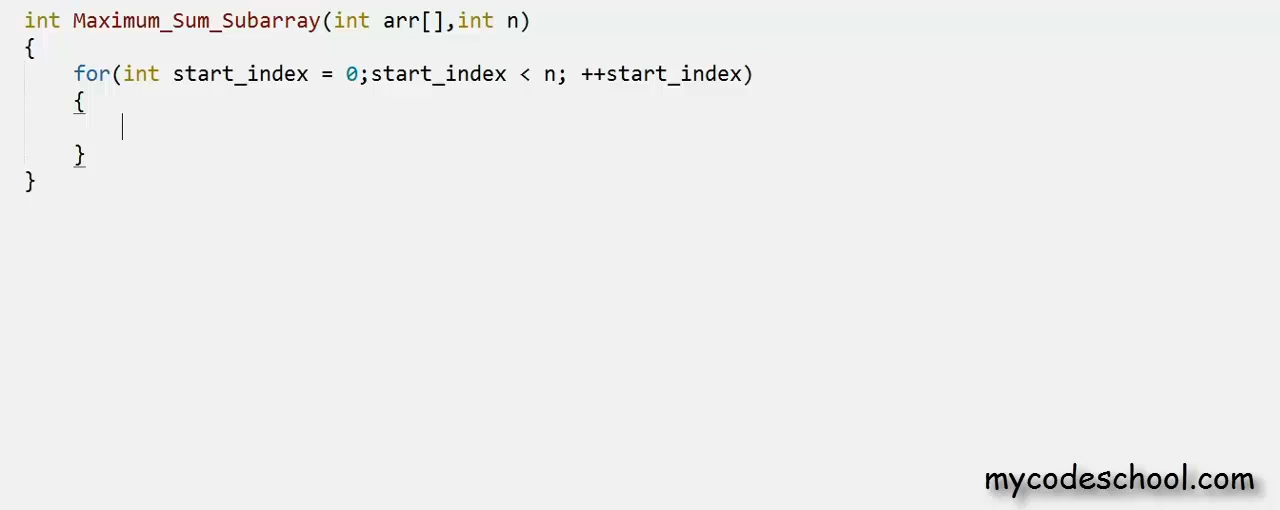 int Maximum_Sum_Subarray(int arr[],int n)
{
for(int start_index = 0;start_index < n; ++start_index)
{
}
}
mycodeschool.com